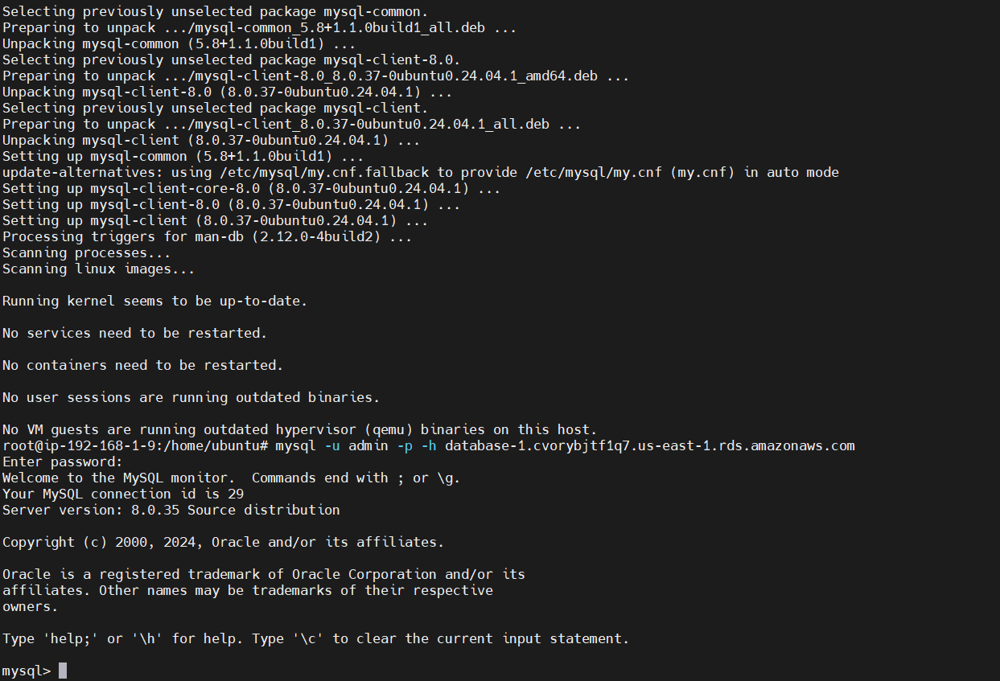 Selecting previously unselected package mysql-common.
Preparing to unpack .../mysql-common_5.8+1.1.0build1_all.deb ...
Unpacking mysql-common (5.8+1.1.0build1) ...
Selecting previously unselected package mysql-client-8.0.
Preparing to unpack .../mysql-client-8.0_8.0.37-0ubuntu0.24.04.1_amd64.deb ...
Unpacking mysql-client-8.0 (8.0.37-0ubuntu0.24.04.1) ...
Selecting previously unselected package mysql-client.
Preparing to unpack .../mysql-client_8.0.37-0ubuntu0.24.04.1_all.deb ...
Unpacking mysql-client (8.0.37-0ubuntu0.24.04.1) ...
Setting up mysql-common (5.8+1.1.0build1) ...
update-alternatives: using /etc/mysql/my.cnf.fallback to provide /etc/mysql/my.cnf (my.cnf) in auto mode
Setting up mysql-client-core-8.0 (8.0.37-0ubuntu0.24.04.1) ...
Setting up mysql-client-8.0 (8.0.37-0ubuntu0.24.04.1) ...
Setting up mysql-client (8.0.37-0ubuntu0.24.04.1) ...
Processing triggers for man-db (2.12.0-4build2) ...
Scanning processes...
Scanning linux images...
Running kernel seems to be up-to-date.
No services need to be restarted.
No containers need to be restarted.
No user sessions are running outdated binaries.
No VM guests are running outdated hypervisor (qemu) binaries on this host.
root@ip-192-168-1-9:/home/ubuntu# mysql -u admin -p -h database-1.cvorybjtf1q7.us-east-1.rds.amazonaws.com
Enter password:
Welcome to the MySQL monitor.  Commands end with ; or \g.
Your MySQL connection id is 29
Server version: 8.0.35 Source distribution
Copyright (c) 2000, 2024, Oracle and/or its affiliates.
Oracle is a registered trademark of Oracle Corporation and/or its
affiliates. Other names may be trademarks of their respective
owners.
Type 'help;' or '\h' for help. Type '\c' to clear the current input statement.
mysql>